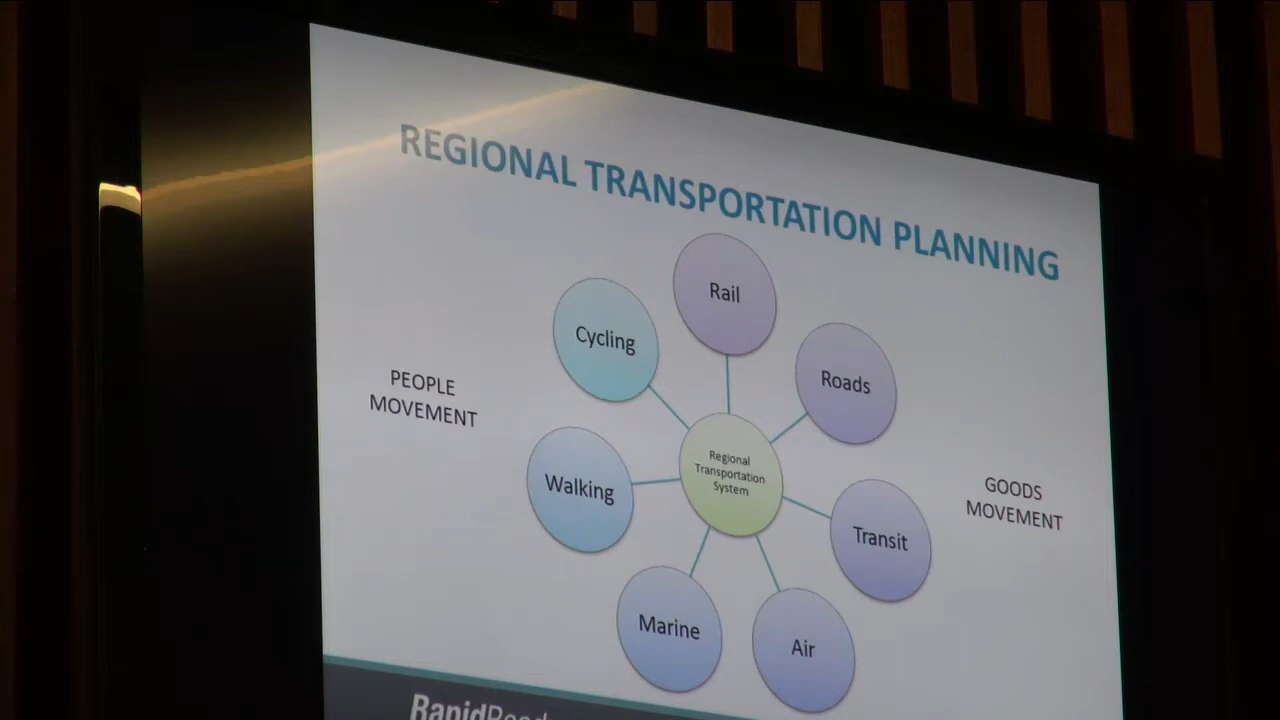 REGIONAL TRANSPORTATION PLANNING
Rail
Cycling
Roads
PEOPLE
MOVEMENT
Regional
Transportation
System
Walking
GOODS
MOVEMENT
Transit
Marine
Air